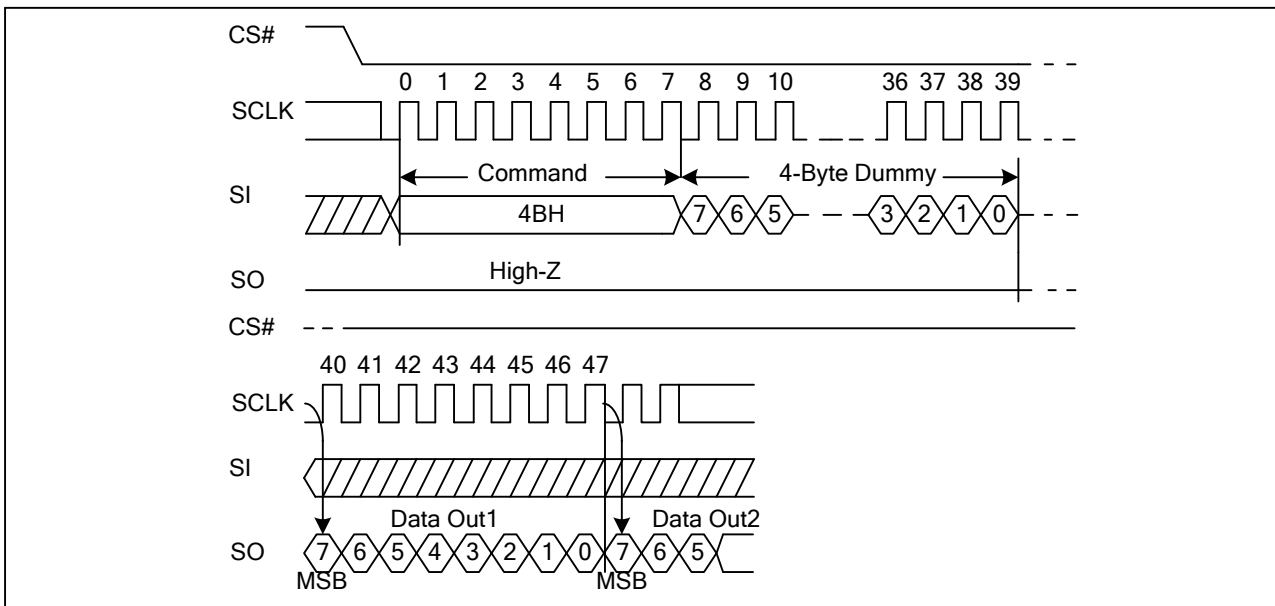 CS#
0 1 2 3 4 5 6 7 8 9 10 36 37 38 39
SCLK
Command 4-Byte Dummy
SI
4BH 7 6 5 3 2 1 0
High-Z
SO
CS#
40 41 42 43 44 45 46 47
SCLK
SI
Data Out1 Data Out2
SO 7 6 5 4 3 2 1 0 7 6 5
MSB MSB